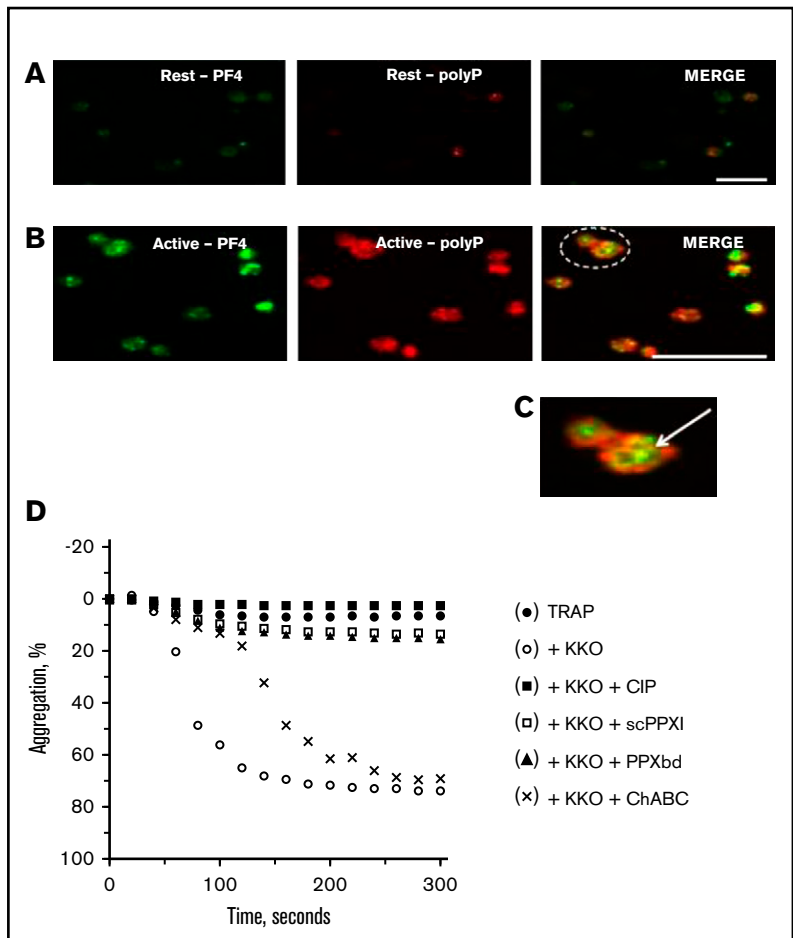 A
Rest – PF4
Rest – polyP
MERGE
B
Active – PF4
Active – polyP
MERGE
C
D
-20
0
20
40
60
80
100
Aggregation, %
0
100
200
300
Time, seconds
(●) TRAP
(○) + KKO
(■) + KKO + CIP
(□) + KKO + scPPXI
(▲) + KKO + PPXbd
(×) + KKO + ChABC